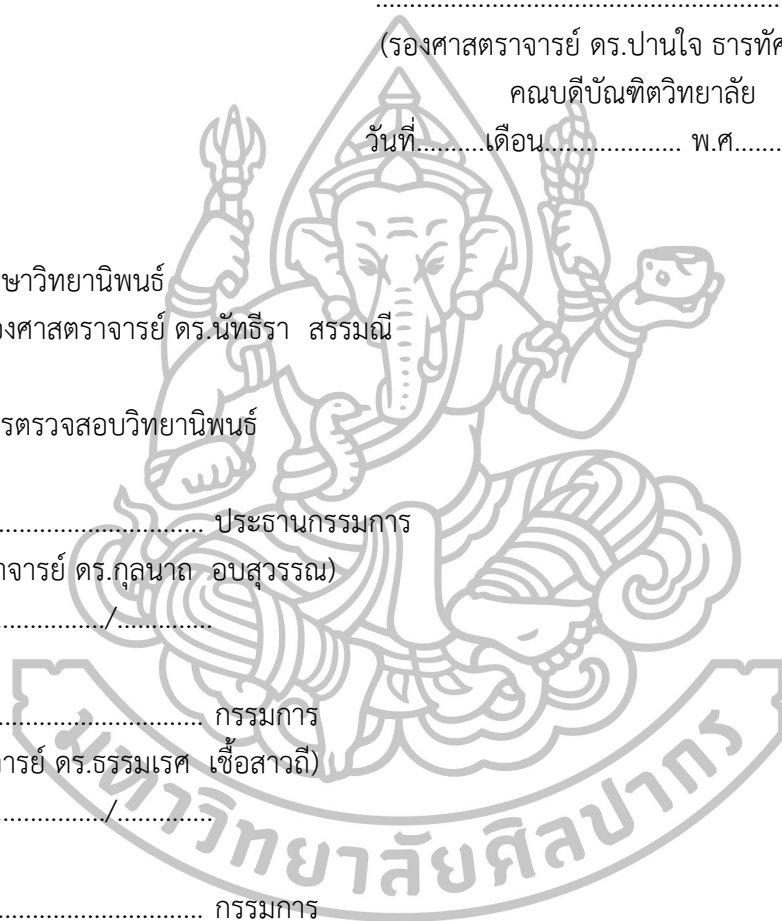 ........................................................
(รองศาสตราจารย์ ดร.ปานใจ ธารทัศ
คณบดีบัณฑิตวิทยาลัย
วันที่..........เดือน.................... พ.ศ.......
ษาวิทยานิพนธ์
องศาสตราจารย์ ดร.นัทธีรา สรรมณี
รตรวจสอบวิทยานิพนธ์
.............................. ประธานกรรมการ
าจารย์ ดร.กุลนาถ อบสุวรรณ)
................/..............
.............................. กรรมการ
ารย์ ดร.ธรรมเรศ เชื้อสาวถี)
................/..............
.............................. กรรมการ
มหาวิทยาลัยศิลปากร